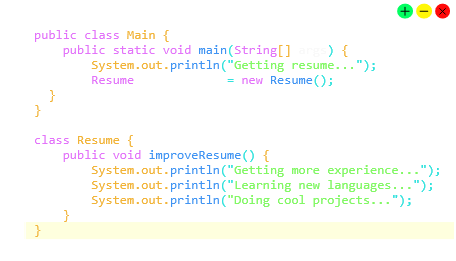 public class Main {
public static void main(String[] args) {
System.out.println("Getting resume...");
Resume = new Resume();
}
}
class Resume {
public void improveResume() {
System.out.println("Getting more experience...");
System.out.println("Learning new languages...");
System.out.println("Doing cool projects...");
}
}